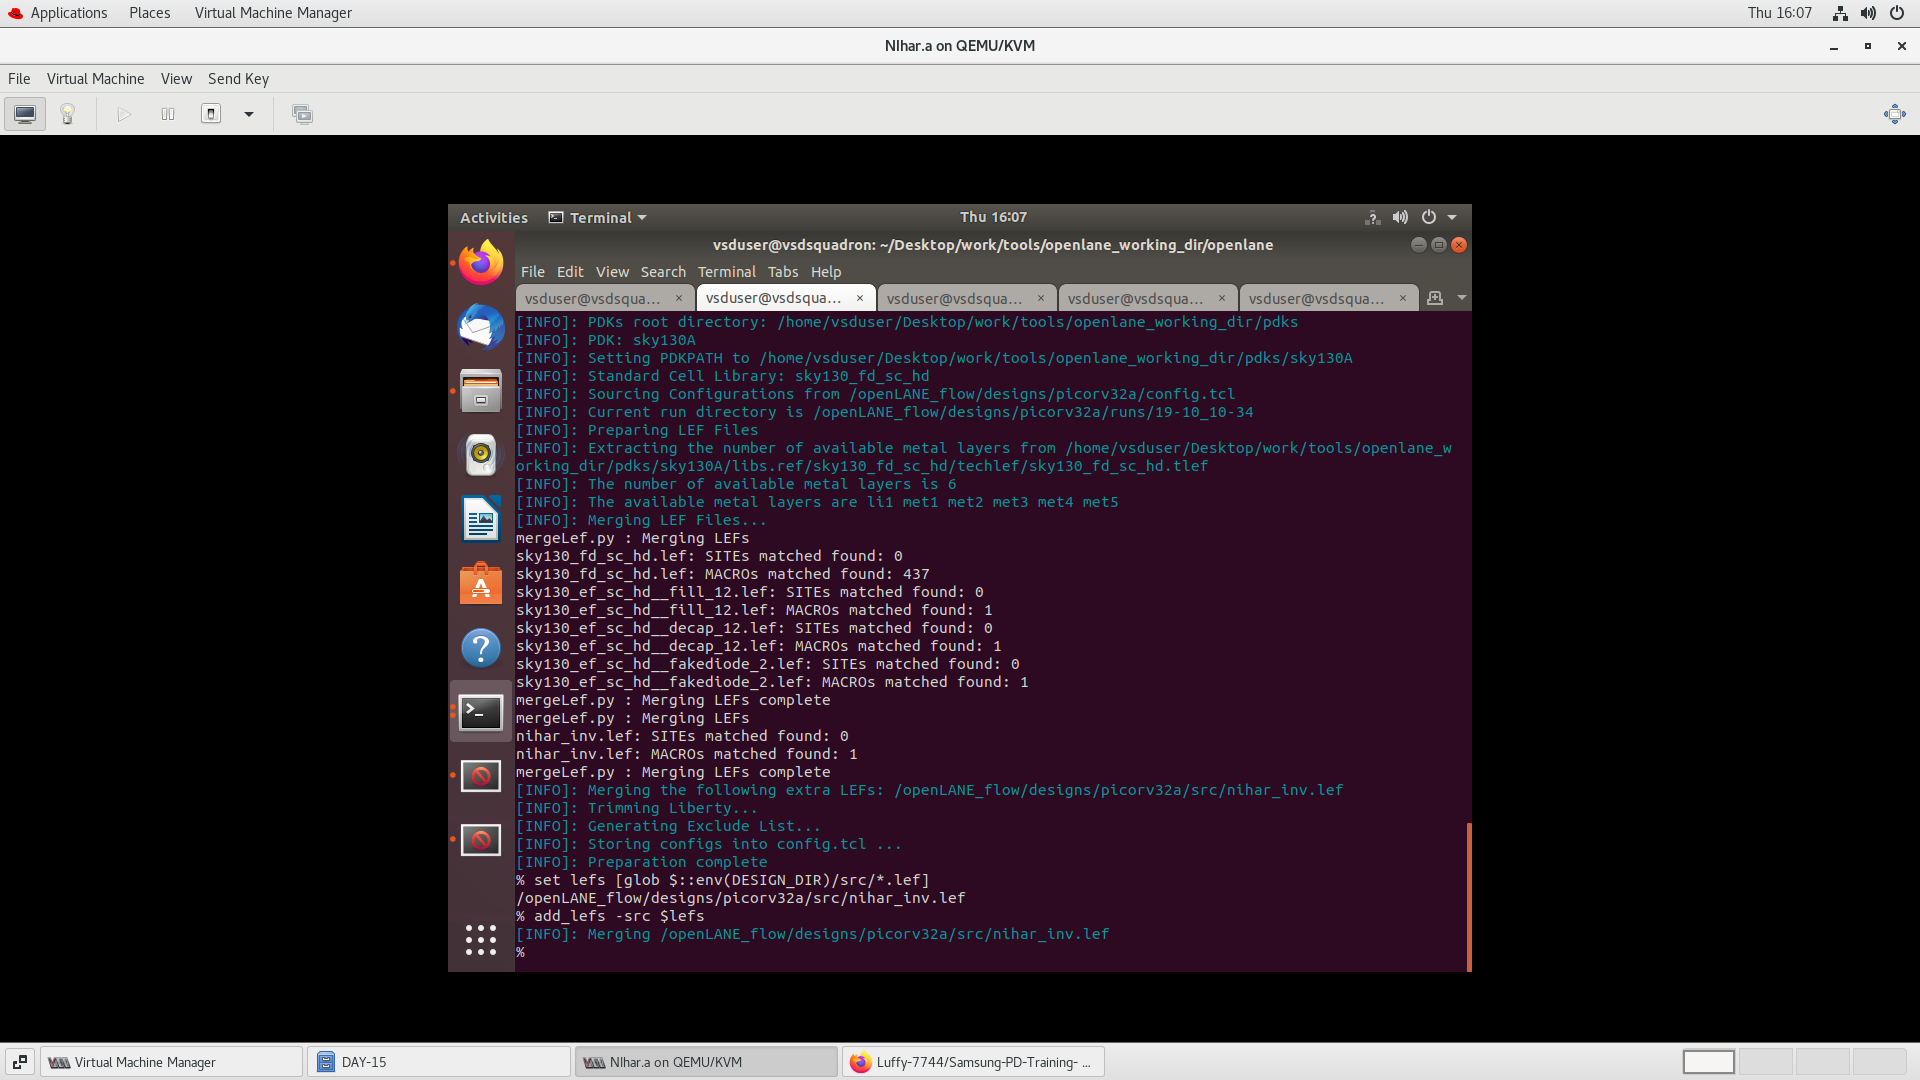 Applications Places Virtual Machine Manager Thu 16:07
NIhar.a on QEMU/KVM
File Virtual Machine View Send Key
Activities Terminal Thu 16:07
vsduser@vsdsquadron: ~/Desktop/work/tools/openlane_working_dir/openlane
File Edit View Search Terminal Tabs Help
vsduser@vsdsqua... × vsduser@vsdsqua... × vsduser@vsdsqua... × vsduser@vsdsqua... × vsduser@vsdsqua... ×
[INFO]: PDKs root directory: /home/vsduser/Desktop/work/tools/openlane_working_dir/pdks
[INFO]: PDK: sky130A
[INFO]: Setting PDKPATH to /home/vsduser/Desktop/work/tools/openlane_working_dir/pdks/sky130A
[INFO]: Standard Cell Library: sky130_fd_sc_hd
[INFO]: Sourcing Configurations from /openLANE_flow/designs/picorv32a/config.tcl
[INFO]: Current run directory is /openLANE_flow/designs/picorv32a/runs/19-10_10-34
[INFO]: Preparing LEF Files
[INFO]: Extracting the number of available metal layers from /home/vsduser/Desktop/work/tools/openlane_w
orking_dir/pdks/sky130A/libs.ref/sky130_fd_sc_hd/techlef/sky130_fd_sc_hd.tlef
[INFO]: The number of available metal layers is 6
[INFO]: The available metal layers are li1 met1 met2 met3 met4 met5
[INFO]: Merging LEF Files...
mergeLef.py : Merging LEFs
sky130_fd_sc_hd.lef: SITEs matched found: 0
sky130_fd_sc_hd.lef: MACROs matched found: 437
sky130_ef_sc_hd__fill_12.lef: SITEs matched found: 0
sky130_ef_sc_hd__fill_12.lef: MACROs matched found: 1
sky130_ef_sc_hd__decap_12.lef: SITEs matched found: 0
sky130_ef_sc_hd__decap_12.lef: MACROs matched found: 1
sky130_ef_sc_hd__fakediode_2.lef: SITEs matched found: 0
sky130_ef_sc_hd__fakediode_2.lef: MACROs matched found: 1
mergeLef.py : Merging LEFs complete
mergeLef.py : Merging LEFs
nihar_inv.lef: SITEs matched found: 0
nihar_inv.lef: MACROs matched found: 1
mergeLef.py : Merging LEFs complete
[INFO]: Merging the following extra LEFs: /openLANE_flow/designs/picorv32a/src/nihar_inv.lef
[INFO]: Trimming Liberty...
[INFO]: Generating Exclude List...
[INFO]: Storing configs into config.tcl ...
[INFO]: Preparation complete
% set lefs [glob $::env(DESIGN_DIR)/src/*.lef]
/openLANE_flow/designs/picorv32a/src/nihar_inv.lef
% add_lefs -src $lefs
[INFO]: Merging /openLANE_flow/designs/picorv32a/src/nihar_inv.lef
%
Virtual Machine Manager DAY-15 NIhar.a on QEMU/KVM Luffy-7744/Samsung-PD-Training- ...